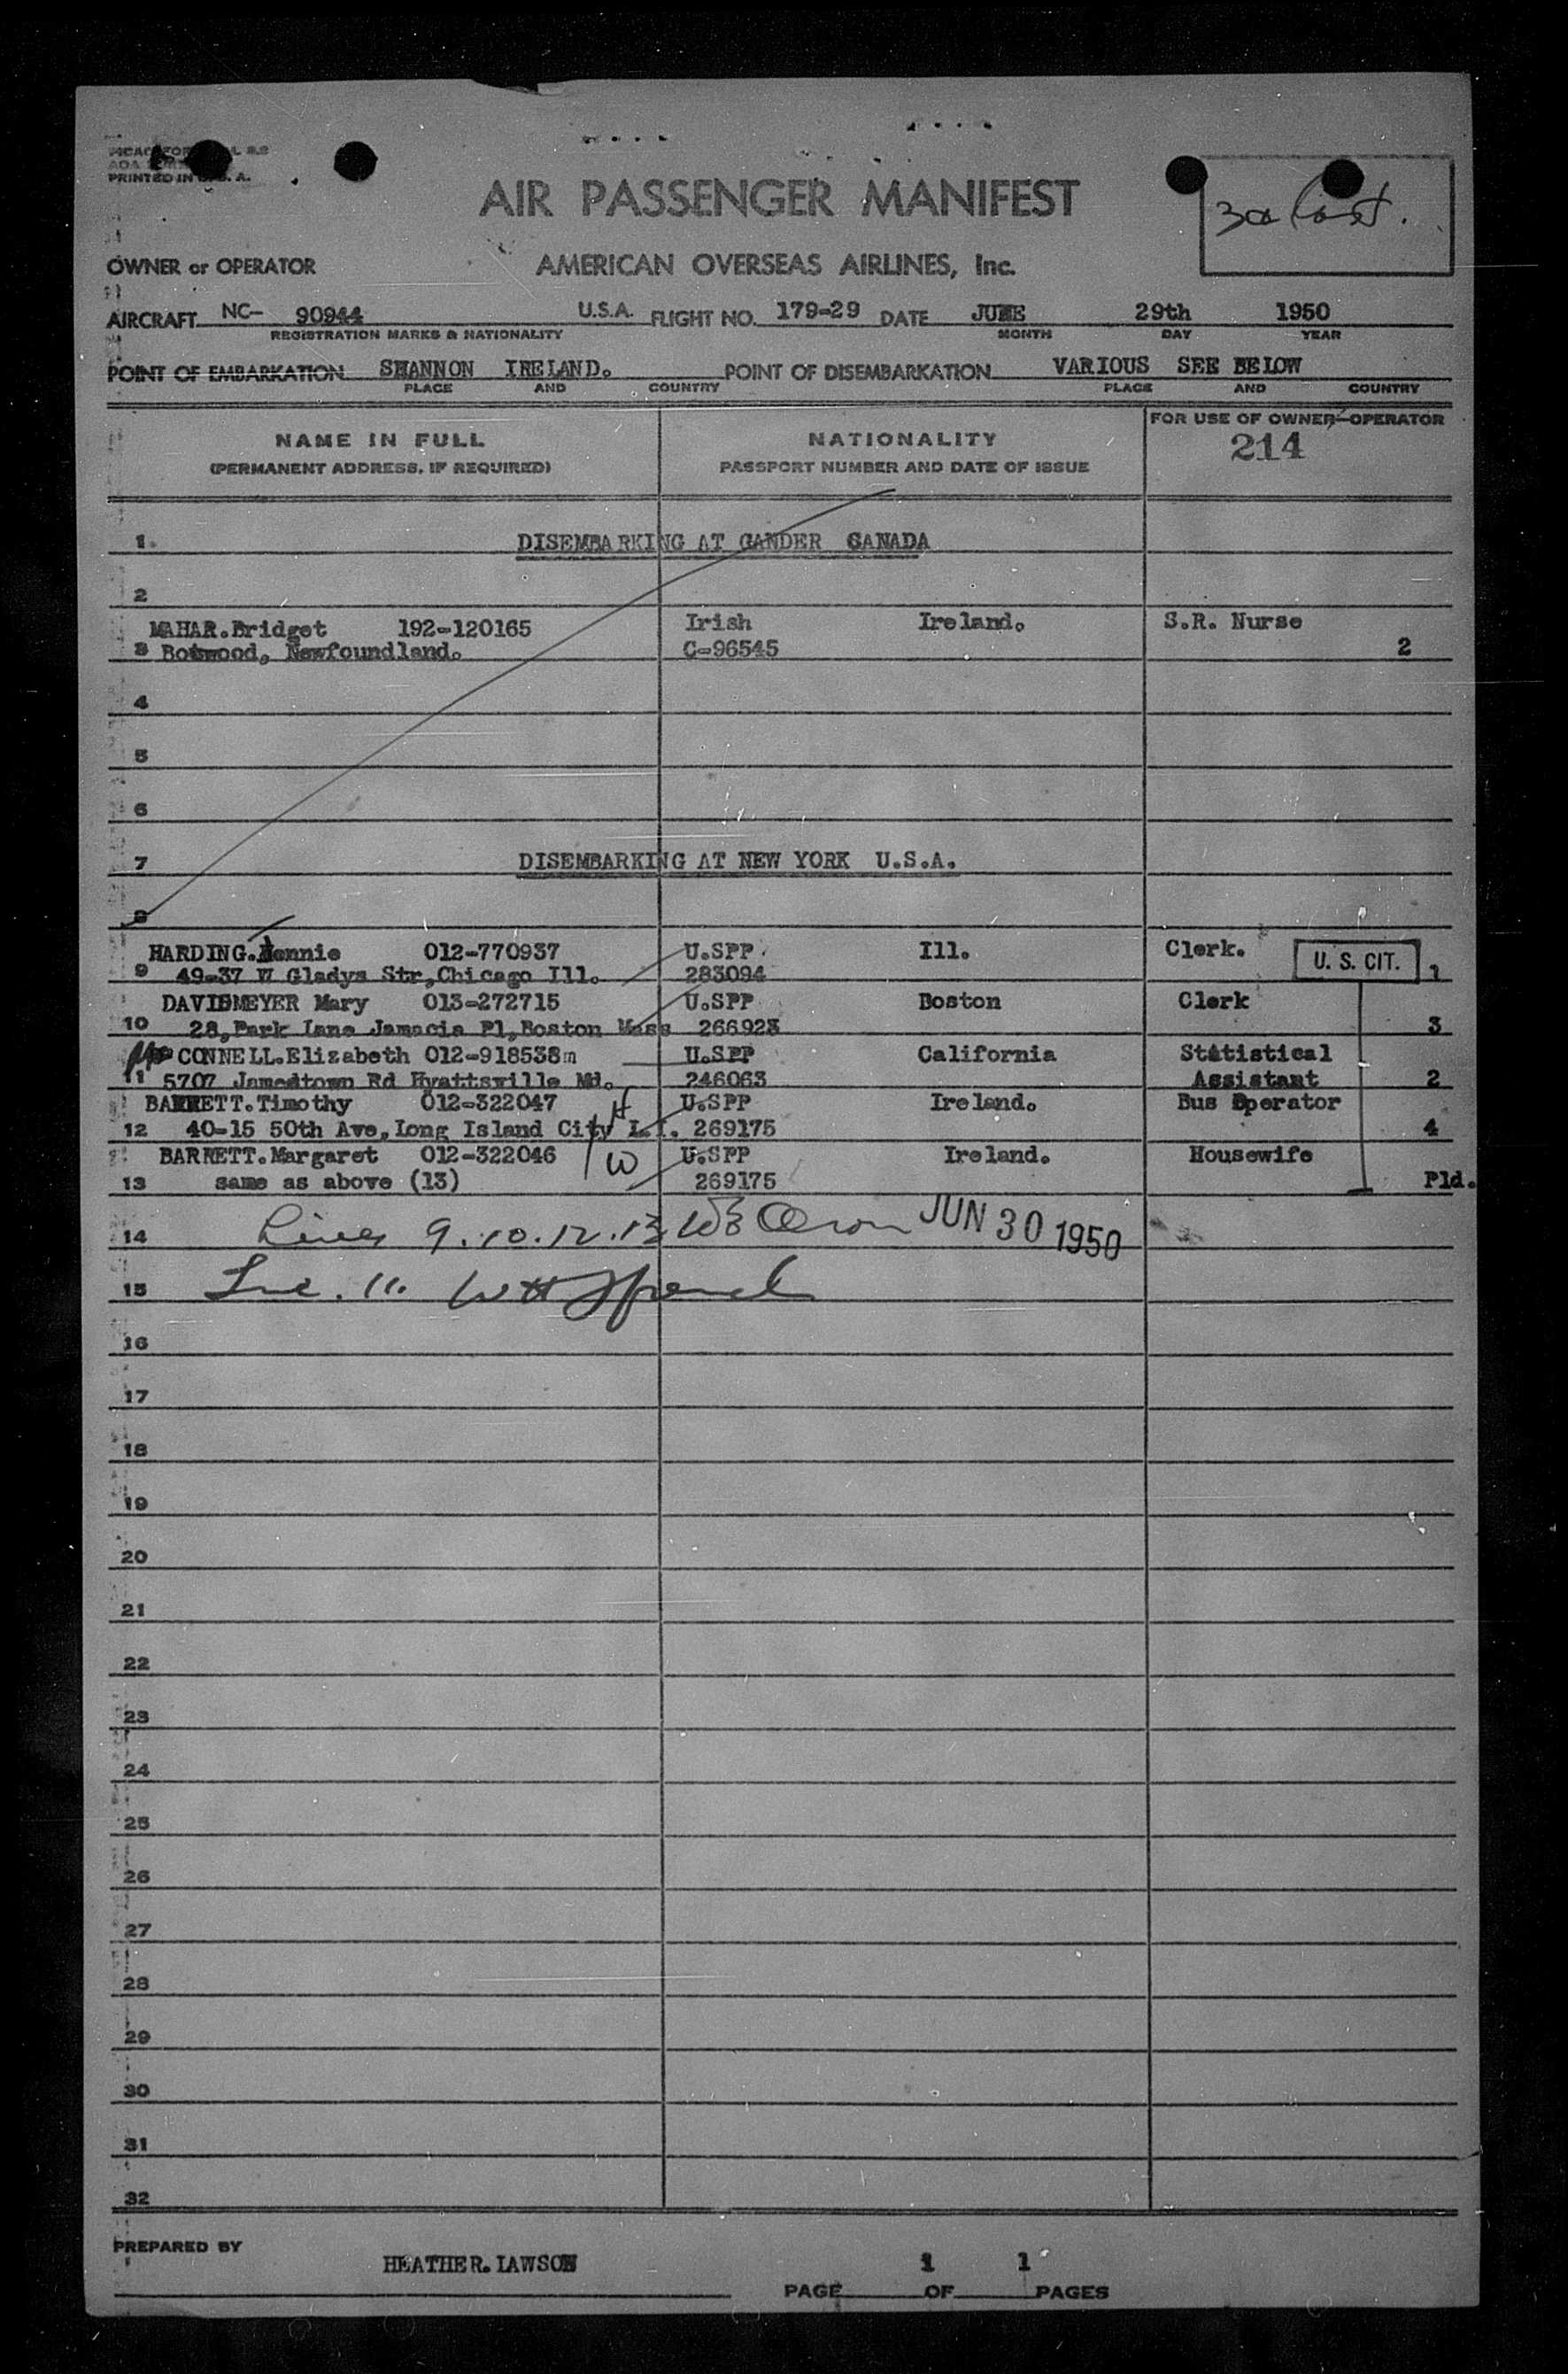 PRINTED IN U. S. A.
AIR PASSENGER MANIFEST
OWNER or OPERATOR AMERICAN OVERSEAS AIRLINES, Inc.
AIRCRAFT NC- 90944 U.S.A. FLIGHT NO. 179-29 DATE JUNE 29th 1950
REGISTRATION MARKS & NATIONALITY MONTH DAY YEAR
POINT OF EMBARKATION SHANNON IRELAND. POINT OF DISEMBARKATION VARIOUS SEE BELOW
PLACE AND COUNTRY PLACE AND COUNTRY
NAME IN FULL NATIONALITY FOR USE OF OWNER-OPERATOR
(PERMANENT ADDRESS, IF REQUIRED) PASSPORT NUMBER AND DATE OF ISSUE 214
1 DISEMBARKING AT GANDER CANADA
2
MAHAR.Bridget 192-120165 Irish Ireland. S.R. Nurse
3 Botwood, Newfoundland. C-96545 2
4
5
6
7 DISEMBARKING AT NEW YORK U.S.A.
8
HARDING. 012-770937 U.SPP. Ill. Clerk. U. S. CIT.
9 49-37 W Gladys Str,Chicago Ill. 283094 1
DAVISMEYER Mary 013-272715 U.SPP Boston Clerk
10 28,Park Lane Jamacia Pl,Boston Mass 266923 3
CONNELL.Elizabeth 012-918538m U.SPP California Statistical
11 5707 Jamestown Rd Hyattsville Md. 246063 Assistant 2
BARRETT.Timothy 012-322047 H U.SPP Ireland. Bus Operator
12 40-15 50th Ave,Long Island City L.I. 269175 4
BARRETT.Margaret 012-322046 W U.SPP Ireland. Housewife
13 same as above (13) 269175 Pld.
14 Lines 9.10.12.13 JUN 30 1950
15 11.
16
17
18
19
20
21
22
23
24
25
26
27
28
29
30
31
32
PREPARED BY
HEATHER.LAWSON 1 1
PAGE OF PAGES